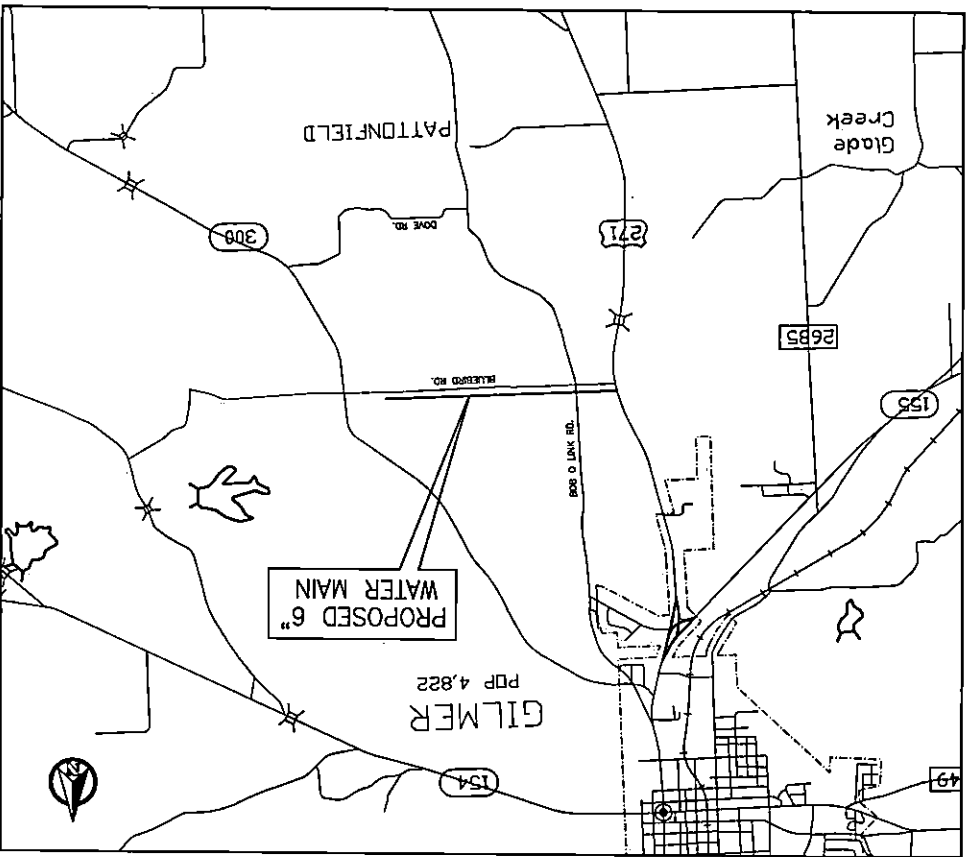 49
154
N
GILMER
POP 4,822
PROPOSED 6"
WATER MAIN
BOB O LINK RD.
155
BLUEBIRD RD.
2685
271
300
DOVE RD.
Glade
Creek
PATTONFIELD